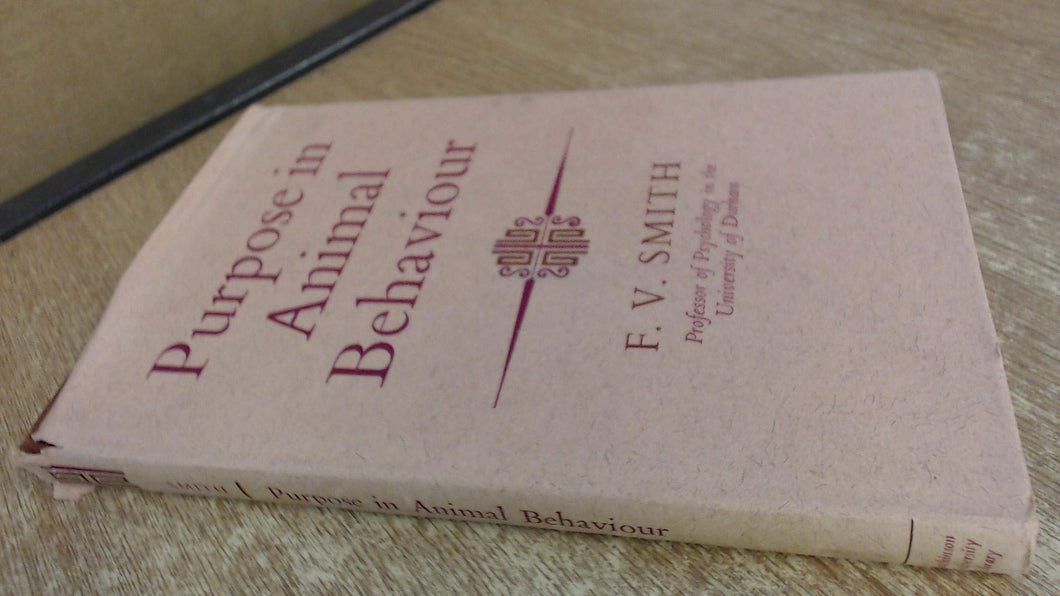 Purpose in
Animal
Behaviour
F. V. SMITH
Professor of Psychology in the
University of Durham
SMITH
Purpose in Animal Behaviour